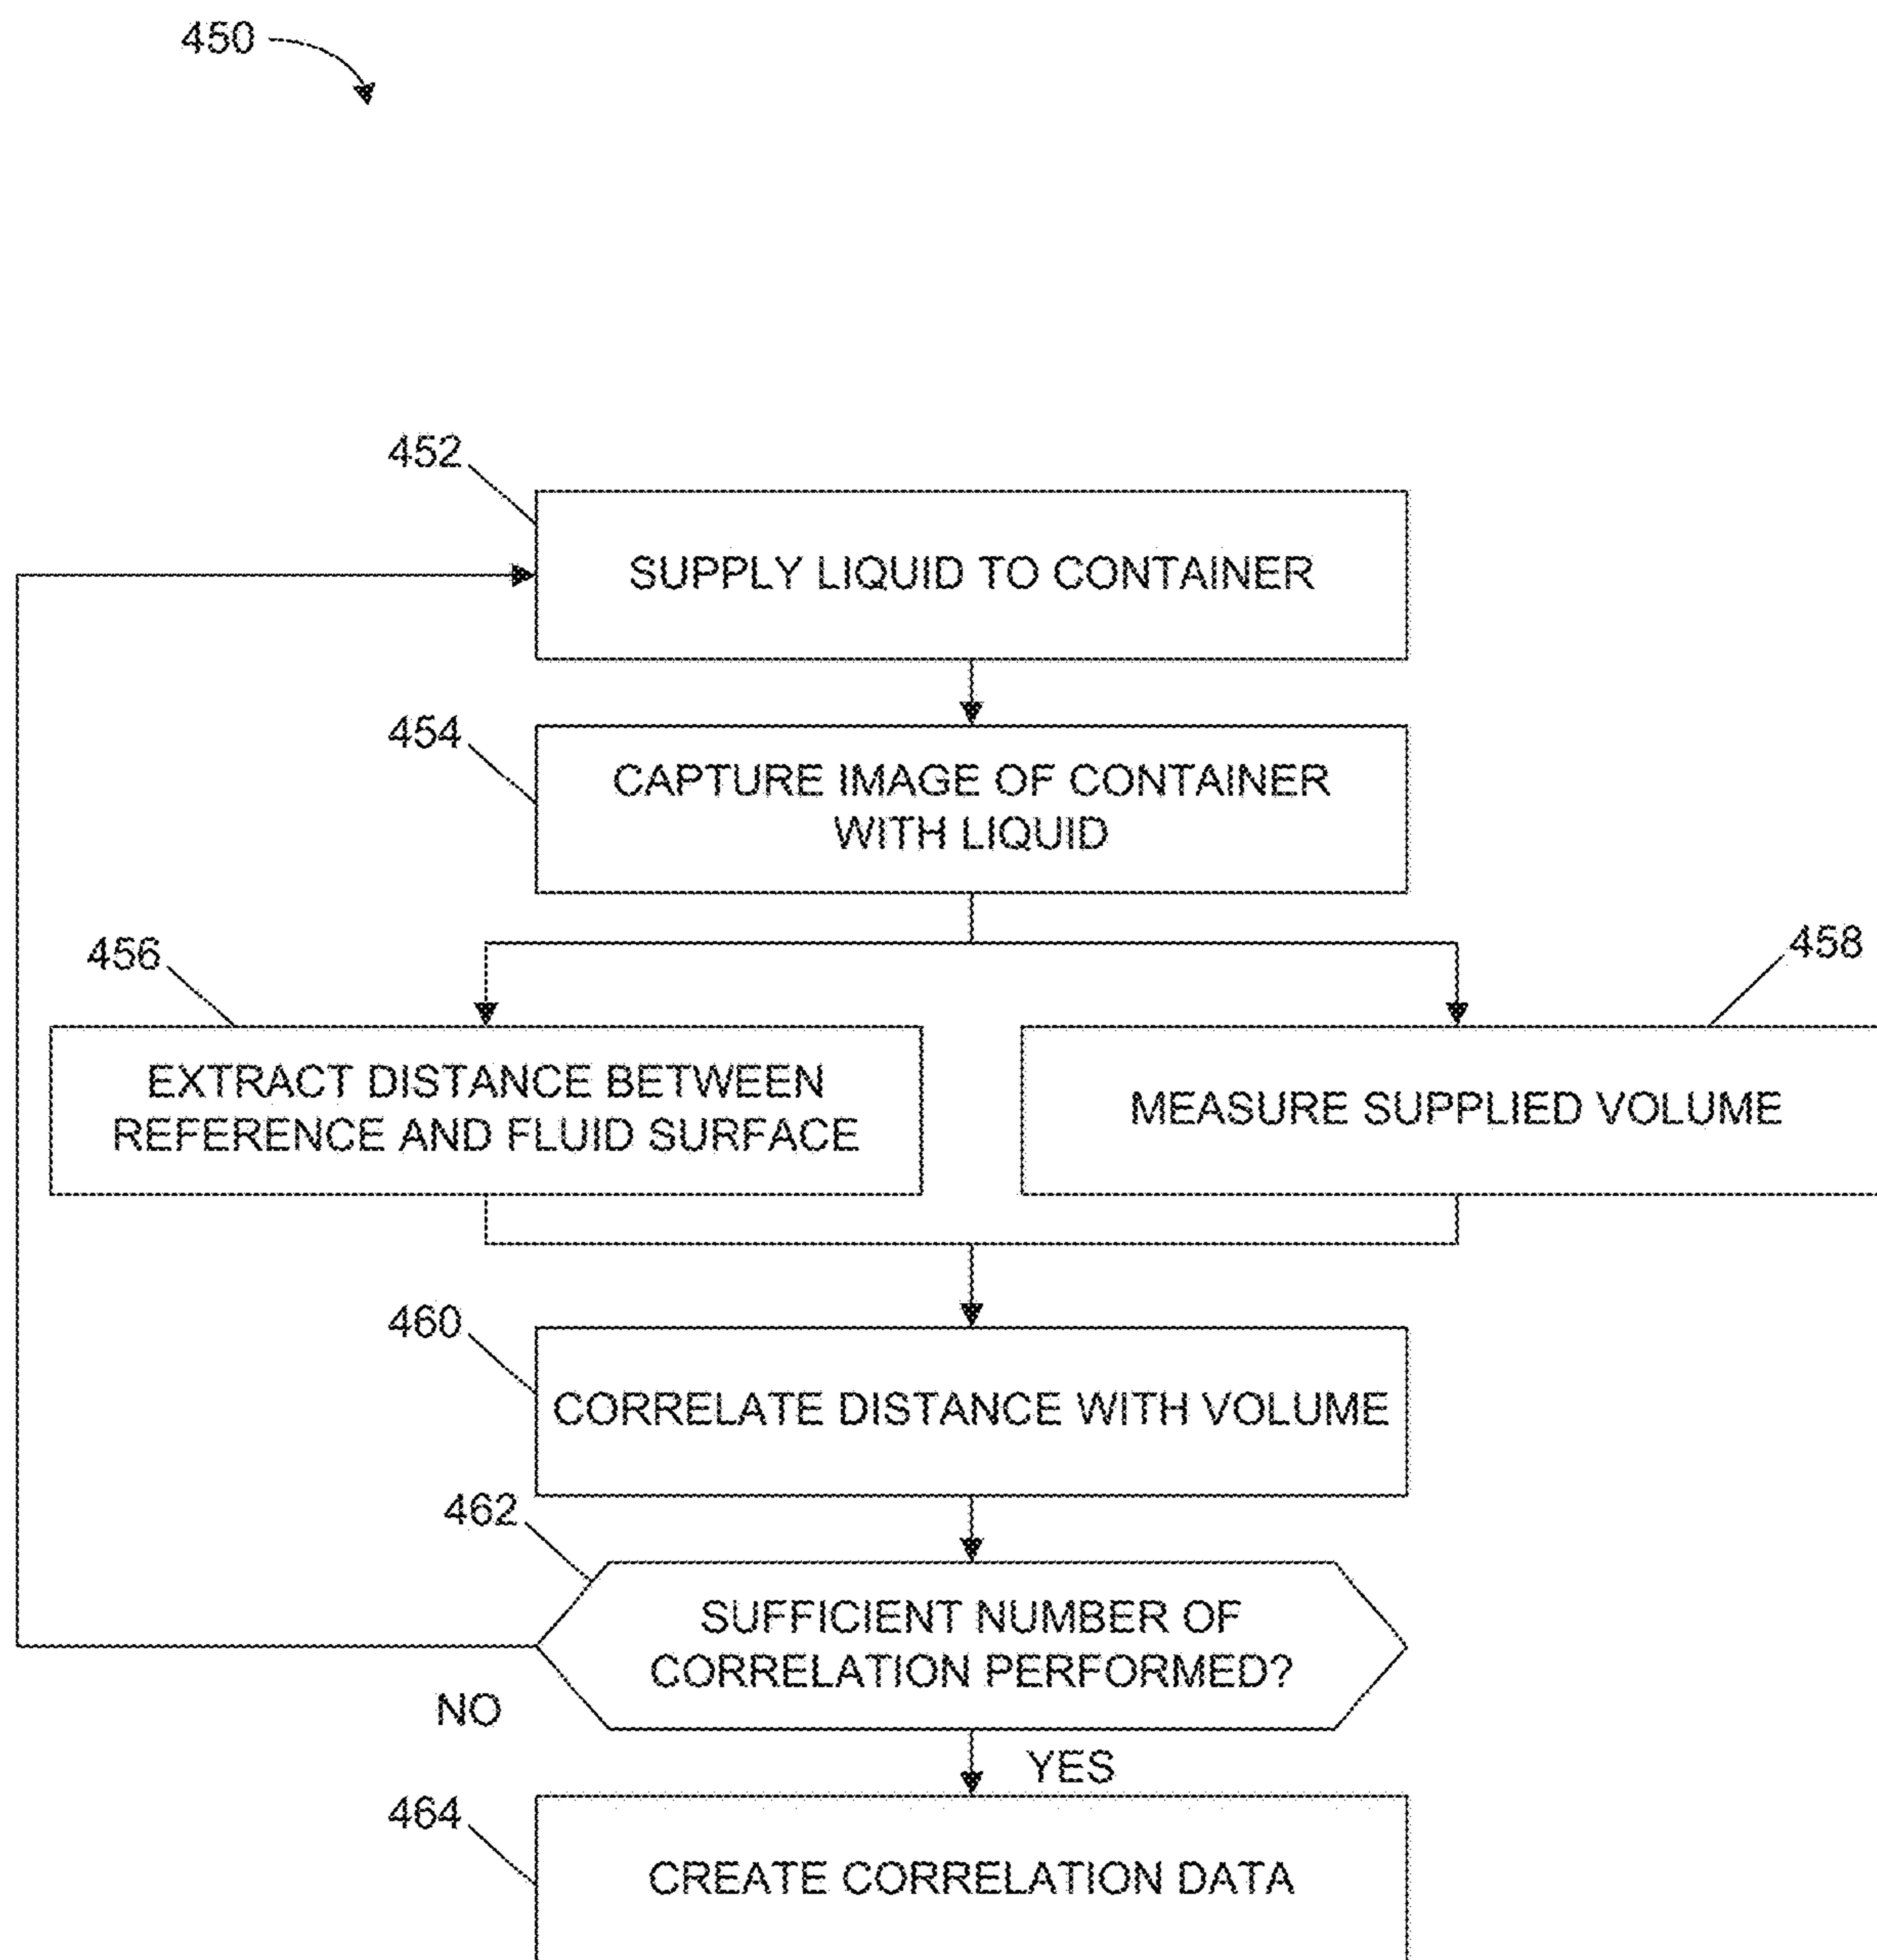 450
452
SUPPLY LIQUID TO CONTAINER
454
CAPTURE IMAGE OF CONTAINER
WITH LIQUID
456
458
EXTRACT DISTANCE BETWEEN
REFERENCE AND FLUID SURFACE
MEASURE SUPPLIED VOLUME
460
CORRELATE DISTANCE WITH VOLUME
462
SUFFICIENT NUMBER OF
CORRELATION PERFORMED?
NO
YES
464
CREATE CORRELATION DATA